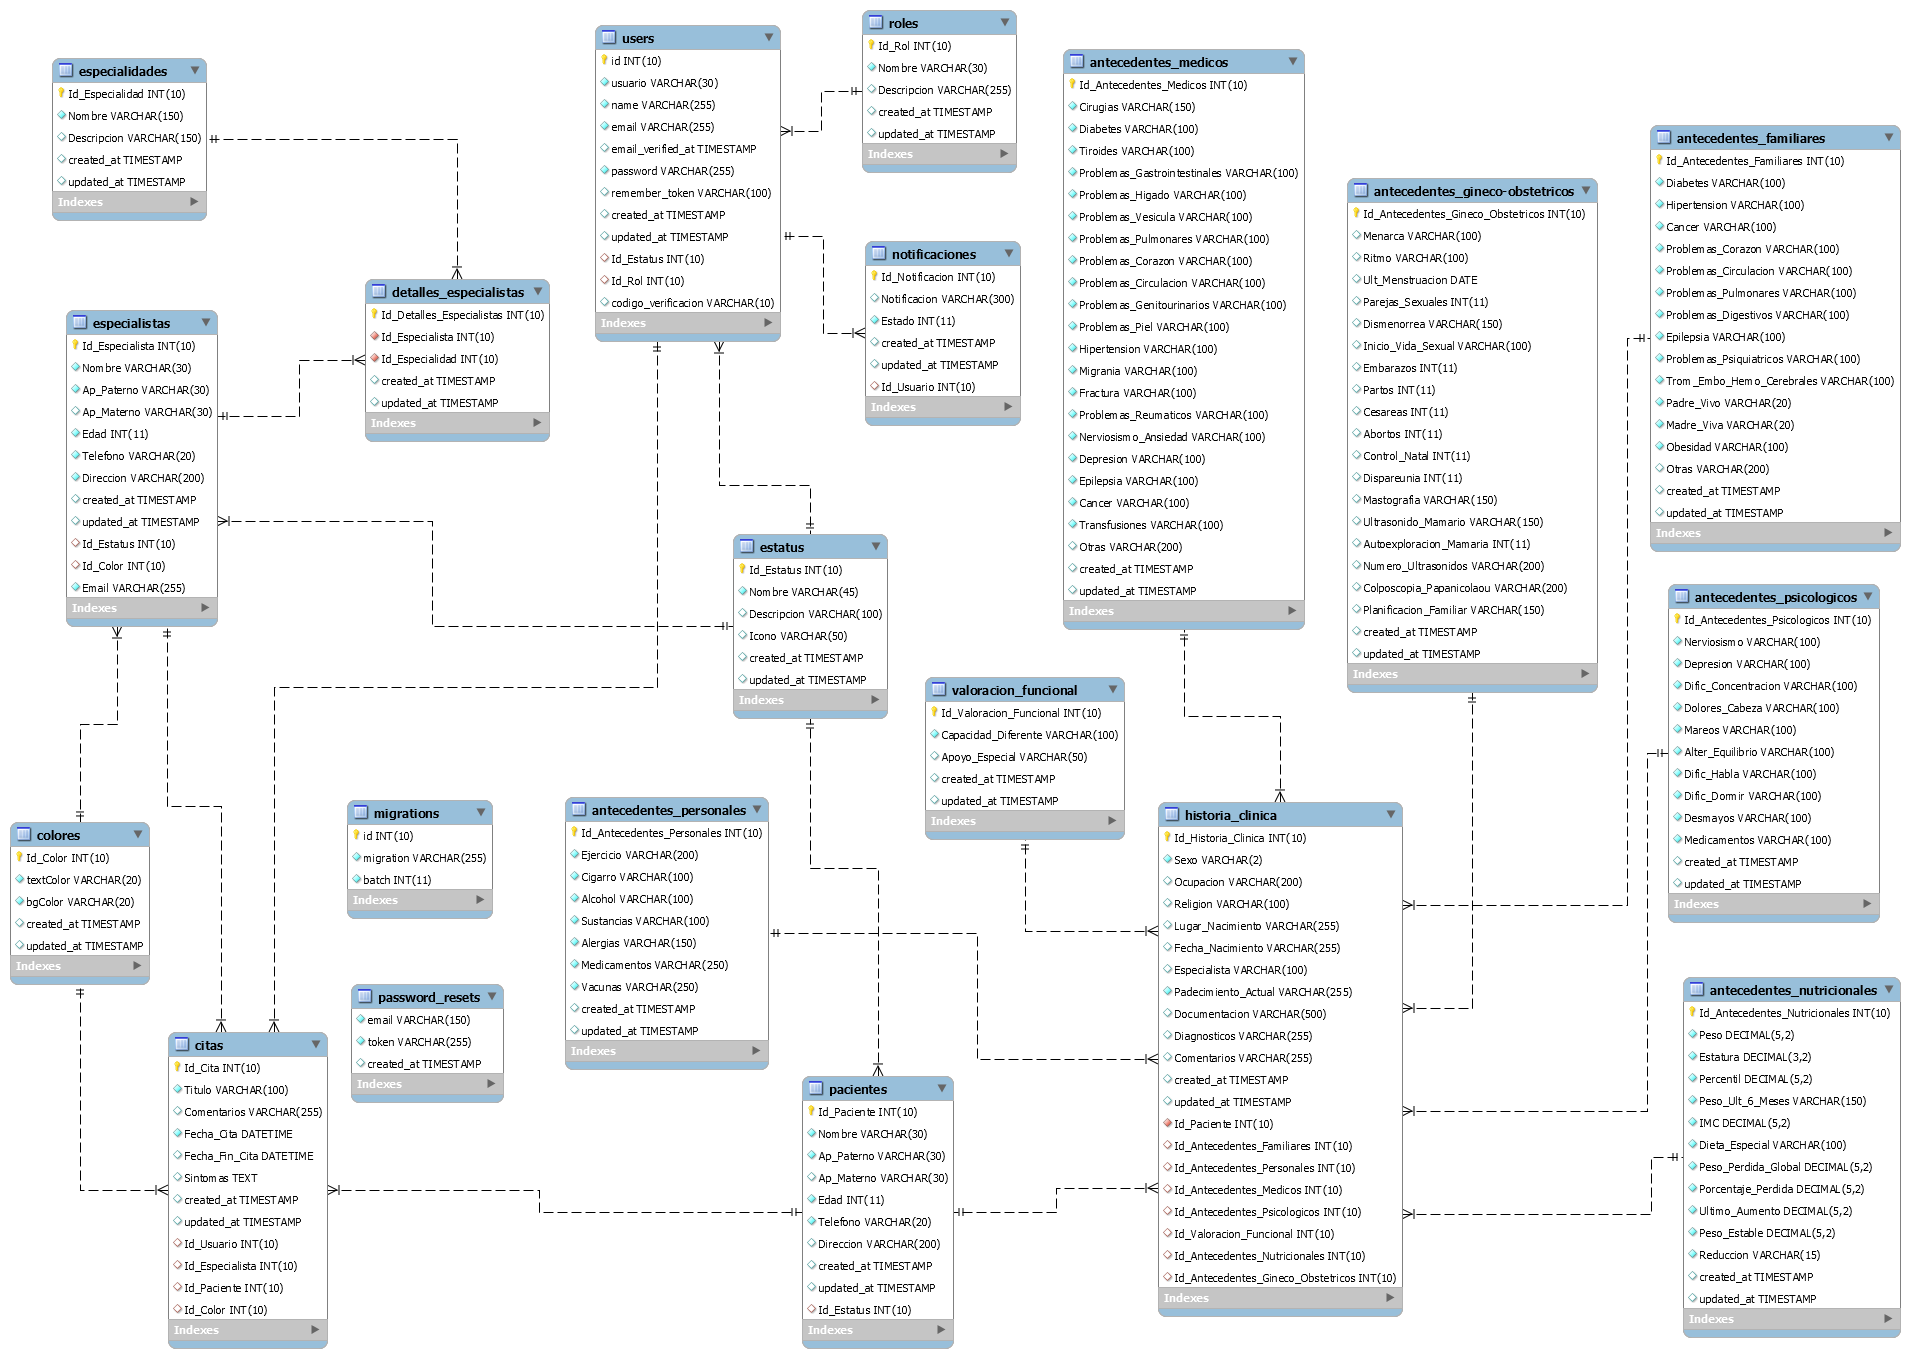 especialidades
Id_Especialidad INT(10)
Nombre VARCHAR(150)
Descripcion VARCHAR(150)
created_at TIMESTAMP
updated_at TIMESTAMP
Indexes
users
id INT(10)
usuario VARCHAR(30)
name VARCHAR(255)
email VARCHAR(255)
email_verified_at TIMESTAMP
password VARCHAR(255)
remember_token VARCHAR(100)
created_at TIMESTAMP
updated_at TIMESTAMP
Id_Estatus INT(10)
Id_Rol INT(10)
codigo_verificacion VARCHAR(10)
Indexes
roles
Id_Rol INT(10)
Nombre VARCHAR(30)
Descripcion VARCHAR(255)
created_at TIMESTAMP
updated_at TIMESTAMP
Indexes
notificaciones
Id_Notificacion INT(10)
Notificacion VARCHAR(300)
Estado INT(11)
created_at TIMESTAMP
updated_at TIMESTAMP
Id_Usuario INT(10)
Indexes
antecedentes_medicos
Id_Antecedentes_Medicos INT(10)
Cirugias VARCHAR(150)
Diabetes VARCHAR(100)
Tiroides VARCHAR(100)
Problemas_Gastrointestinales VARCHAR(100)
Problemas_Higado VARCHAR(100)
Problemas_Vesicula VARCHAR(100)
Problemas_Pulmonares VARCHAR(100)
Problemas_Corazon VARCHAR(100)
Problemas_Circulacion VARCHAR(100)
Problemas_Genitourinarios VARCHAR(100)
Problemas_Piel VARCHAR(100)
Hipertension VARCHAR(100)
Migrania VARCHAR(100)
Fractura VARCHAR(100)
Problemas_Reumaticos VARCHAR(100)
Nerviosismo_Ansiedad VARCHAR(100)
Depresion VARCHAR(100)
Epilepsia VARCHAR(100)
Cancer VARCHAR(100)
Transfusiones VARCHAR(100)
Otras VARCHAR(200)
created_at TIMESTAMP
updated_at TIMESTAMP
Indexes
antecedentes_gineco-obstetricos
Id_Antecedentes_Gineco_Obstetricos INT(10)
Menarca VARCHAR(100)
Ritmo VARCHAR(100)
Ult_Menstruacion DATE
Parejas_Sexuales INT(11)
Dismenorrea VARCHAR(150)
Inicio_Vida_Sexual VARCHAR(100)
Embarazos INT(11)
Partos INT(11)
Cesareas INT(11)
Abortos INT(11)
Control_Natal INT(11)
Dispareunia INT(11)
Mastografia VARCHAR(150)
Ultrasonido_Mamario VARCHAR(150)
Autoexploracion_Mamaria INT(11)
Numero_Ultrasonidos VARCHAR(200)
Colposcopia_Papanicolaou VARCHAR(200)
Planificacion_Familiar VARCHAR(150)
created_at TIMESTAMP
updated_at TIMESTAMP
Indexes
antecedentes_familiares
Id_Antecedentes_Familiares INT(10)
Diabetes VARCHAR(100)
Hipertension VARCHAR(100)
Cancer VARCHAR(100)
Problemas_Corazon VARCHAR(100)
Problemas_Circulacion VARCHAR(100)
Problemas_Pulmonares VARCHAR(100)
Problemas_Digestivos VARCHAR(100)
Epilepsia VARCHAR(100)
Problemas_Psiquiatricos VARCHAR(100)
Trom_Embo_Hemo_Cerebrales VARCHAR(100)
Padre_Vivo VARCHAR(20)
Madre_Viva VARCHAR(20)
Obesidad VARCHAR(100)
Otras VARCHAR(200)
created_at TIMESTAMP
updated_at TIMESTAMP
Indexes
detalles_especialistas
Id_Detalles_Especialistas INT(10)
Id_Especialista INT(10)
Id_Especialidad INT(10)
created_at TIMESTAMP
updated_at TIMESTAMP
Indexes
especialistas
Id_Especialista INT(10)
Nombre VARCHAR(30)
Ap_Paterno VARCHAR(30)
Ap_Materno VARCHAR(30)
Edad INT(11)
Telefono VARCHAR(20)
Direccion VARCHAR(200)
created_at TIMESTAMP
updated_at TIMESTAMP
Id_Estatus INT(10)
Id_Color INT(10)
Email VARCHAR(255)
Indexes
estatus
Id_Estatus INT(10)
Nombre VARCHAR(45)
Descripcion VARCHAR(100)
Icono VARCHAR(50)
created_at TIMESTAMP
updated_at TIMESTAMP
Indexes
antecedentes_psicologicos
Id_Antecedentes_Psicologicos INT(10)
Nerviosismo VARCHAR(100)
Depresion VARCHAR(100)
Dific_Concentracion VARCHAR(100)
Dolores_Cabeza VARCHAR(100)
Mareos VARCHAR(100)
Alter_Equilibrio VARCHAR(100)
Dific_Habla VARCHAR(100)
Dific_Dormir VARCHAR(100)
Desmayos VARCHAR(100)
Medicamentos VARCHAR(100)
created_at TIMESTAMP
updated_at TIMESTAMP
Indexes
valoracion_funcional
Id_Valoracion_Funcional INT(10)
Capacidad_Diferente VARCHAR(100)
Apoyo_Especial VARCHAR(50)
created_at TIMESTAMP
updated_at TIMESTAMP
Indexes
colores
Id_Color INT(10)
textColor VARCHAR(20)
bgColor VARCHAR(20)
created_at TIMESTAMP
updated_at TIMESTAMP
Indexes
migrations
id INT(10)
migration VARCHAR(255)
batch INT(11)
Indexes
antecedentes_personales
Id_Antecedentes_Personales INT(10)
Ejercicio VARCHAR(200)
Cigarro VARCHAR(100)
Alcohol VARCHAR(100)
Sustancias VARCHAR(100)
Alergias VARCHAR(150)
Medicamentos VARCHAR(250)
Vacunas VARCHAR(250)
created_at TIMESTAMP
updated_at TIMESTAMP
Indexes
historia_clinica
Id_Historia_Clinica INT(10)
Sexo VARCHAR(2)
Ocupacion VARCHAR(200)
Religion VARCHAR(100)
Lugar_Nacimiento VARCHAR(255)
Fecha_Nacimiento VARCHAR(255)
Especialista VARCHAR(100)
Padecimiento_Actual VARCHAR(255)
Documentacion VARCHAR(500)
Diagnosticos VARCHAR(255)
Comentarios VARCHAR(255)
created_at TIMESTAMP
updated_at TIMESTAMP
Id_Paciente INT(10)
Id_Antecedentes_Familiares INT(10)
Id_Antecedentes_Personales INT(10)
Id_Antecedentes_Medicos INT(10)
Id_Antecedentes_Psicologicos INT(10)
Id_Valoracion_Funcional INT(10)
Id_Antecedentes_Nutricionales INT(10)
Id_Antecedentes_Gineco_Obstetricos INT(10)
Indexes
password_resets
email VARCHAR(150)
token VARCHAR(255)
created_at TIMESTAMP
Indexes
antecedentes_nutricionales
Id_Antecedentes_Nutricionales INT(10)
Peso DECIMAL(5,2)
Estatura DECIMAL(3,2)
Percentil DECIMAL(5,2)
Peso_Ult_6_Meses VARCHAR(150)
IMC DECIMAL(5,2)
Dieta_Especial VARCHAR(100)
Peso_Perdida_Global DECIMAL(5,2)
Porcentaje_Perdida DECIMAL(5,2)
Ultimo_Aumento DECIMAL(5,2)
Peso_Estable DECIMAL(5,2)
Reduccion VARCHAR(15)
created_at TIMESTAMP
updated_at TIMESTAMP
Indexes
citas
Id_Cita INT(10)
Titulo VARCHAR(100)
Comentarios VARCHAR(255)
Fecha_Cita DATETIME
Fecha_Fin_Cita DATETIME
Sintomas TEXT
created_at TIMESTAMP
updated_at TIMESTAMP
Id_Usuario INT(10)
Id_Especialista INT(10)
Id_Paciente INT(10)
Id_Color INT(10)
Indexes
pacientes
Id_Paciente INT(10)
Nombre VARCHAR(30)
Ap_Paterno VARCHAR(30)
Ap_Materno VARCHAR(30)
Edad INT(11)
Telefono VARCHAR(20)
Direccion VARCHAR(200)
created_at TIMESTAMP
updated_at TIMESTAMP
Id_Estatus INT(10)
Indexes